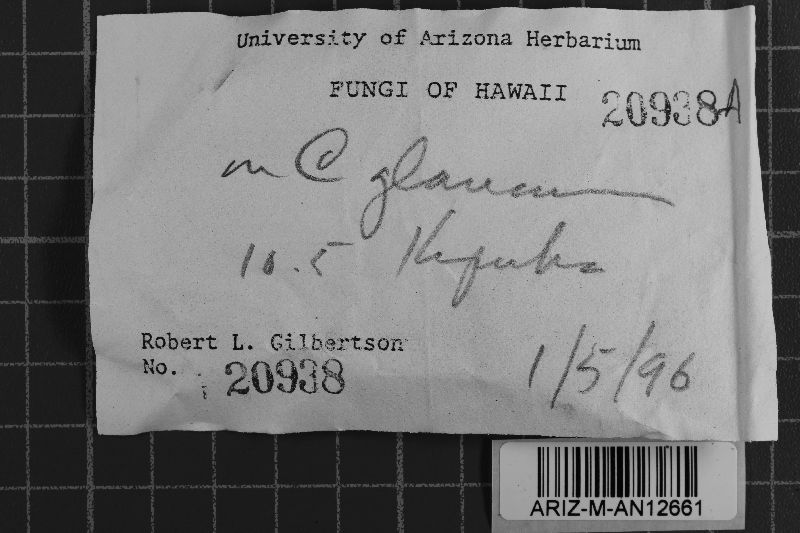 University of Arizona Herbarium
FUNGI OF HAWAII
20938A
on C glaucum
10.5 Kipuka
Robert L. Gilbertson
No. 20938
1/5/96
ARIZ-M-AN12661